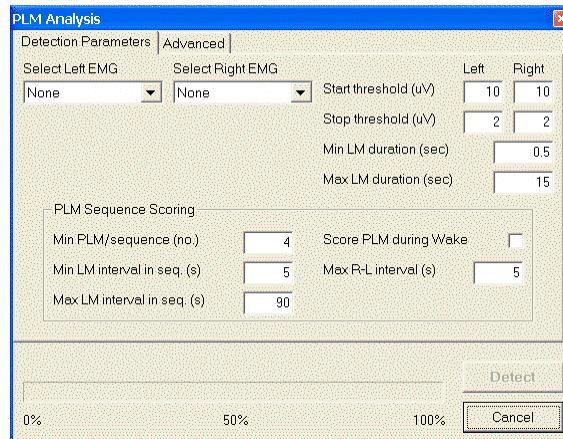 PLM Analysis
Detection Parameters Advanced
Select Left EMG Select Right EMG Left Right
None None Start threshold (uV) 10 10
Stop threshold (uV) 2 2
Min LM duration (sec) 0.5
Max LM duration (sec) 15
PLM Sequence Scoring
Min PLM/sequence (no.) 4 Score PLM during Wake
Min LM interval in seq. (s) 5 Max R-L interval (s) 5
Max LM interval in seq. (s) 90
Detect
0% 50% 100% Cancel